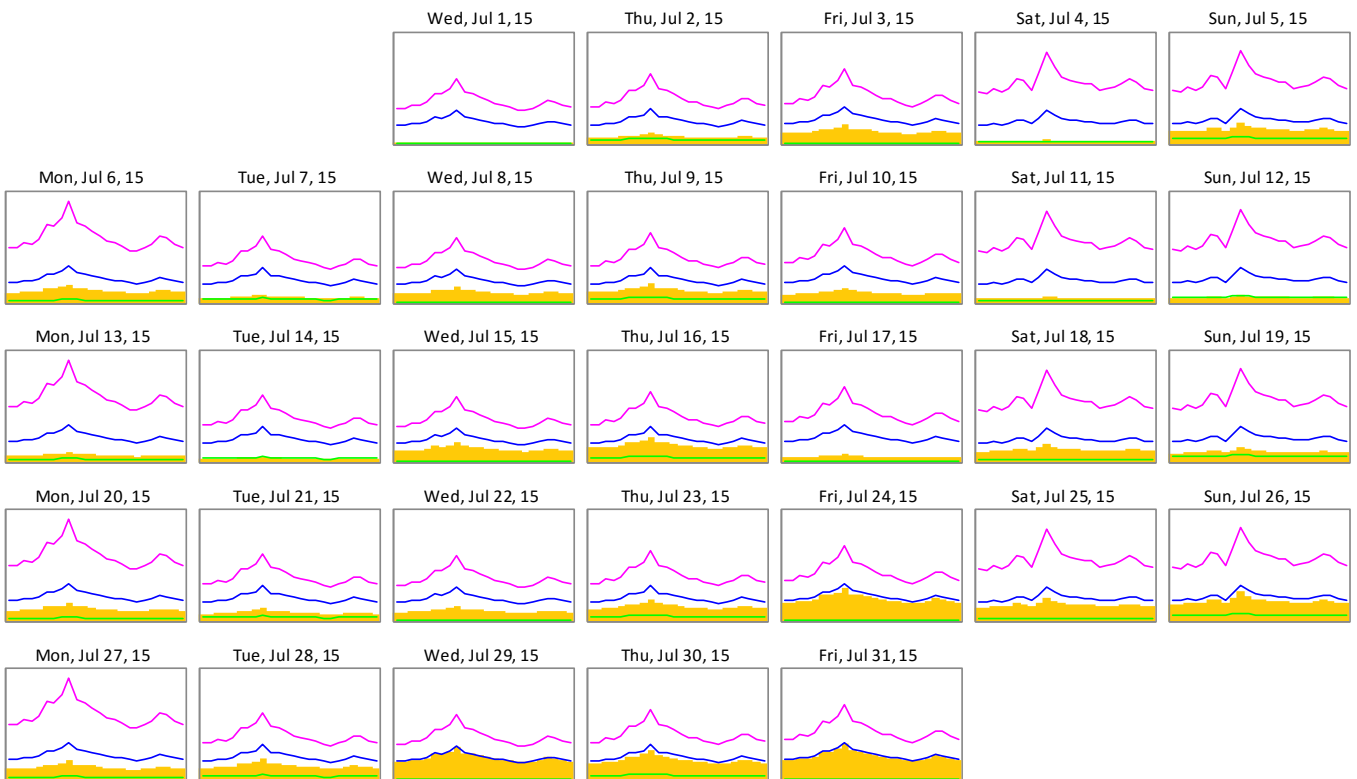 Wed, Jul 1, 15
Thu, Jul 2, 15
Fri, Jul 3, 15
Sat, Jul 4, 15
Sun, Jul 5, 15
Mon, Jul 6, 15
Tue, Jul 7, 15
Wed, Jul 8, 15
Thu, Jul 9, 15
Fri, Jul 10, 15
Sat, Jul 11, 15
Sun, Jul 12, 15
Mon, Jul 13, 15
Tue, Jul 14, 15
Wed, Jul 15, 15
Thu, Jul 16, 15
Fri, Jul 17, 15
Sat, Jul 18, 15
Sun, Jul 19, 15
Mon, Jul 20, 15
Tue, Jul 21, 15
Wed, Jul 22, 15
Thu, Jul 23, 15
Fri, Jul 24, 15
Sat, Jul 25, 15
Sun, Jul 26, 15
Mon, Jul 27, 15
Tue, Jul 28, 15
Wed, Jul 29, 15
Thu, Jul 30, 15
Fri, Jul 31, 15